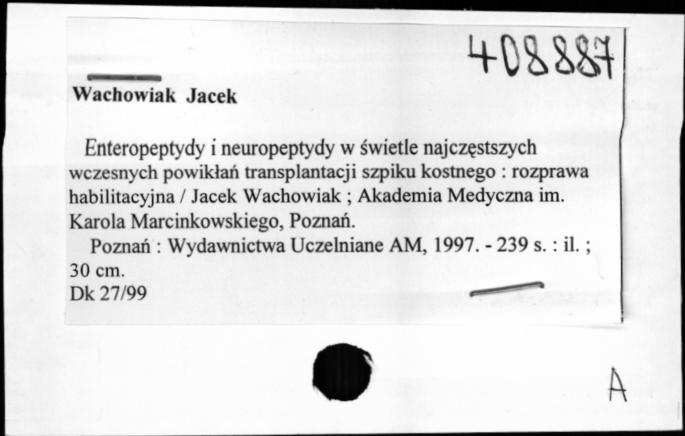 408887
Wachowiak Jacek
Enteropeptydy i neuropeptydy w świetle najczęstszych
wczesnych powikłań transplantacji szpiku kostnego : rozprawa
habilitacyjna / Jacek Wachowiak ; Akademia Medyczna im.
Karola Marcinkowskiego, Poznań.
Poznań : Wydawnictwa Uczelniane AM, 1997. - 239 s. : il. ;
30 cm.
Dk 27/99
A